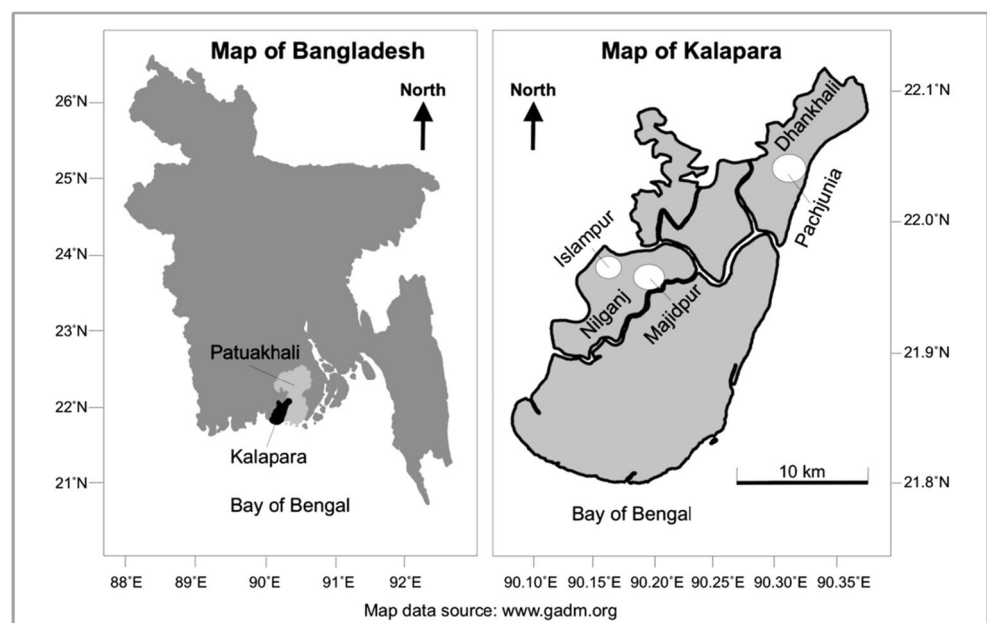 Map of Bangladesh
North
26°N
25°N
24°N
23°N
22°N
21°N
Patuakhali
Kalapara
Bay of Bengal
88°E 89°E 90°E 91°E 92°E
Map of Kalapara
North
Dhankhali
Pachjunia
Islampur
Nilganj
Majidpur
22.1°N
22.0°N
21.9°N
21.8°N
10 km
Bay of Bengal
90.10°E 90.15°E 90.20°E 90.25°E 90.30°E 90.35°E
Map data source: www.gadm.org